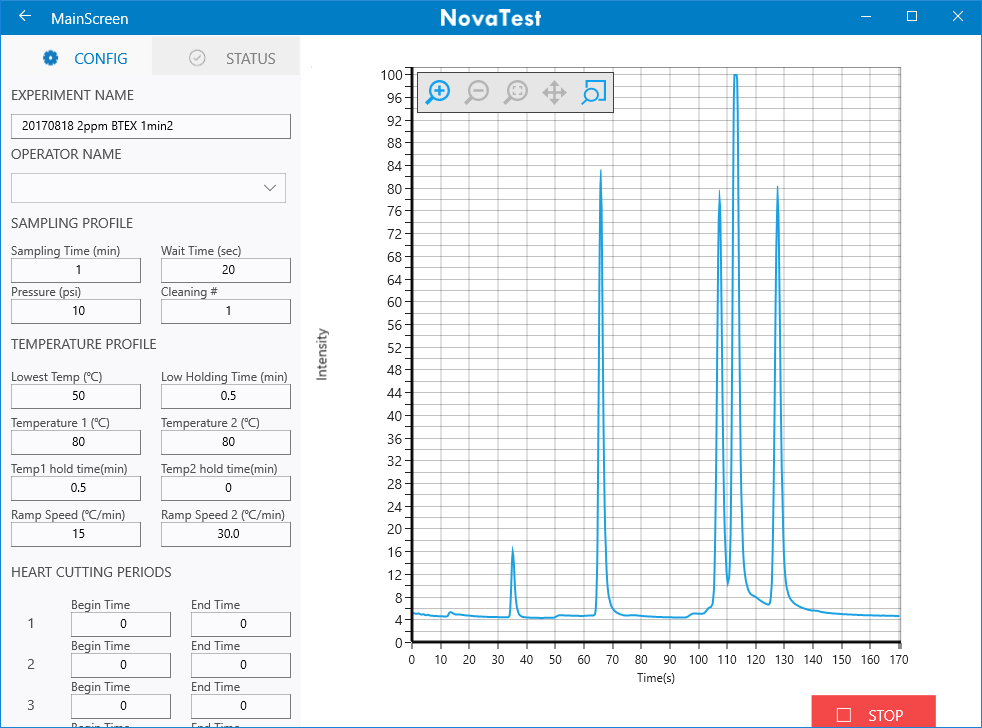 MainScreen
NovaTest
CONFIG STATUS
EXPERIMENT NAME
20170818 2ppm BTEX 1min2
OPERATOR NAME
SAMPLING PROFILE
Sampling Time (min) Wait Time (sec)
1 20
Pressure (psi) Cleaning #
10 1
TEMPERATURE PROFILE
Lowest Temp (℃) Low Holding Time (min)
50 0.5
Temperature 1 (℃) Temperature 2 (℃)
80 80
Temp1 hold time(min) Temp2 hold time(min)
0.5 0
Ramp Speed (℃/min) Ramp Speed 2 (℃/min)
15 30.0
HEART CUTTING PERIODS
Begin Time End Time
1 0 0
Begin Time End Time
2 0 0
Begin Time End Time
3 0 0
Begin Time End Time
Intensity
100
96
92
88
84
80
76
72
68
64
60
56
52
48
44
40
36
32
28
24
20
16
12
8
4
0
0 10 20 30 40 50 60 70 80 90 100 110 120 130 140 150 160 170
Time(s)
STOP